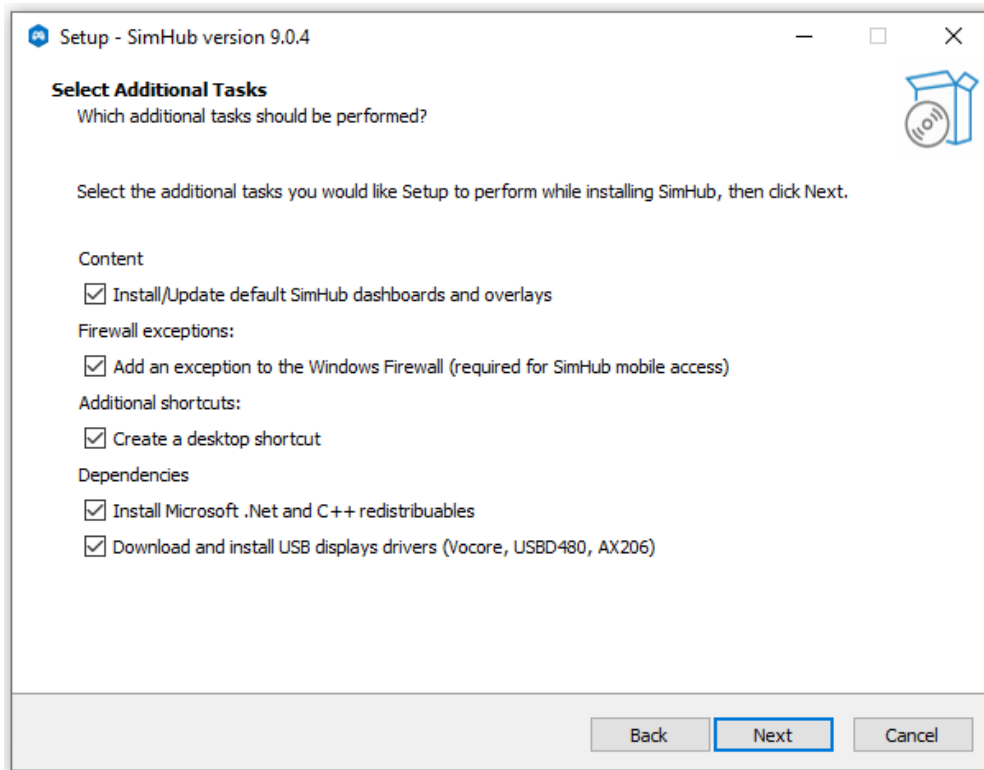 Setup - SimHub version 9.0.4
Select Additional Tasks
Which additional tasks should be performed?
Select the additional tasks you would like Setup to perform while installing SimHub, then click Next.
Content
Install/Update default SimHub dashboards and overlays
Firewall exceptions:
Add an exception to the Windows Firewall (required for SimHub mobile access)
Additional shortcuts:
Create a desktop shortcut
Dependencies
Install Microsoft .Net and C++ redistribuables
Download and install USB displays drivers (Vocore, USBD480, AX206)
Back Next Cancel